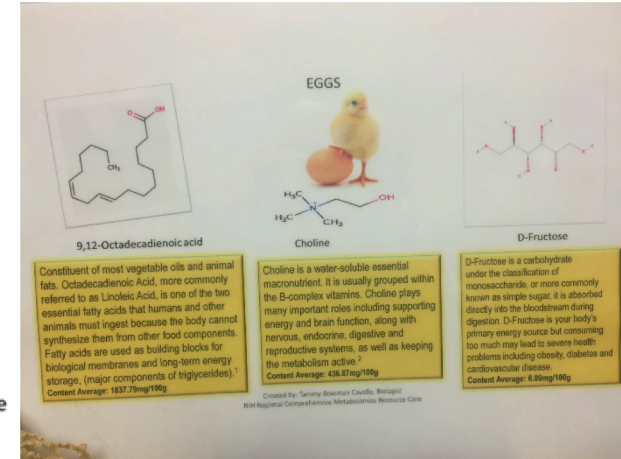 EGGS
OH
O
CH₃
9,12-Octadecadienoic acid
Constituent of most vegetable oils and animal
fats. Octadecadienoic Acid, more commonly
referred to as Linoleic Acid, is one of the two
essential fatty acids that humans and other
animals must ingest because the body cannot
synthesize them from other food components.
Fatty acids are used as building blocks for
biological membranes and long-term energy
storage, (major components of triglycerides).¹
Content Average: 1837.79mg/100g
H₃C
N⁺
OH
H₃C
CH₃
Choline
Choline is a water-soluble essential
macronutrient. It is usually grouped within
the B-complex vitamins. Choline plays
many important roles including supporting
energy and brain function, along with
nervous, endocrine, digestive and
reproductive systems, as well as keeping
the metabolism active.²
Content Average: 436.87mg/100g
D-Fructose
D-Fructose is a carbohydrate
under the classification of
monosaccharide, or more commonly
known as simple sugar, it is absorbed
directly into the bloodstream during
digestion. D-Fructose is your body's
primary energy source but consuming
too much may lead to severe health
problems including obesity, diabetes and
cardiovascular disease.
Content Average: 6.09mg/100g
Created by: Tammy Bowman Cavallo, Biologist
NIH Regional Comprehensive Metabolomics Resource Core
e